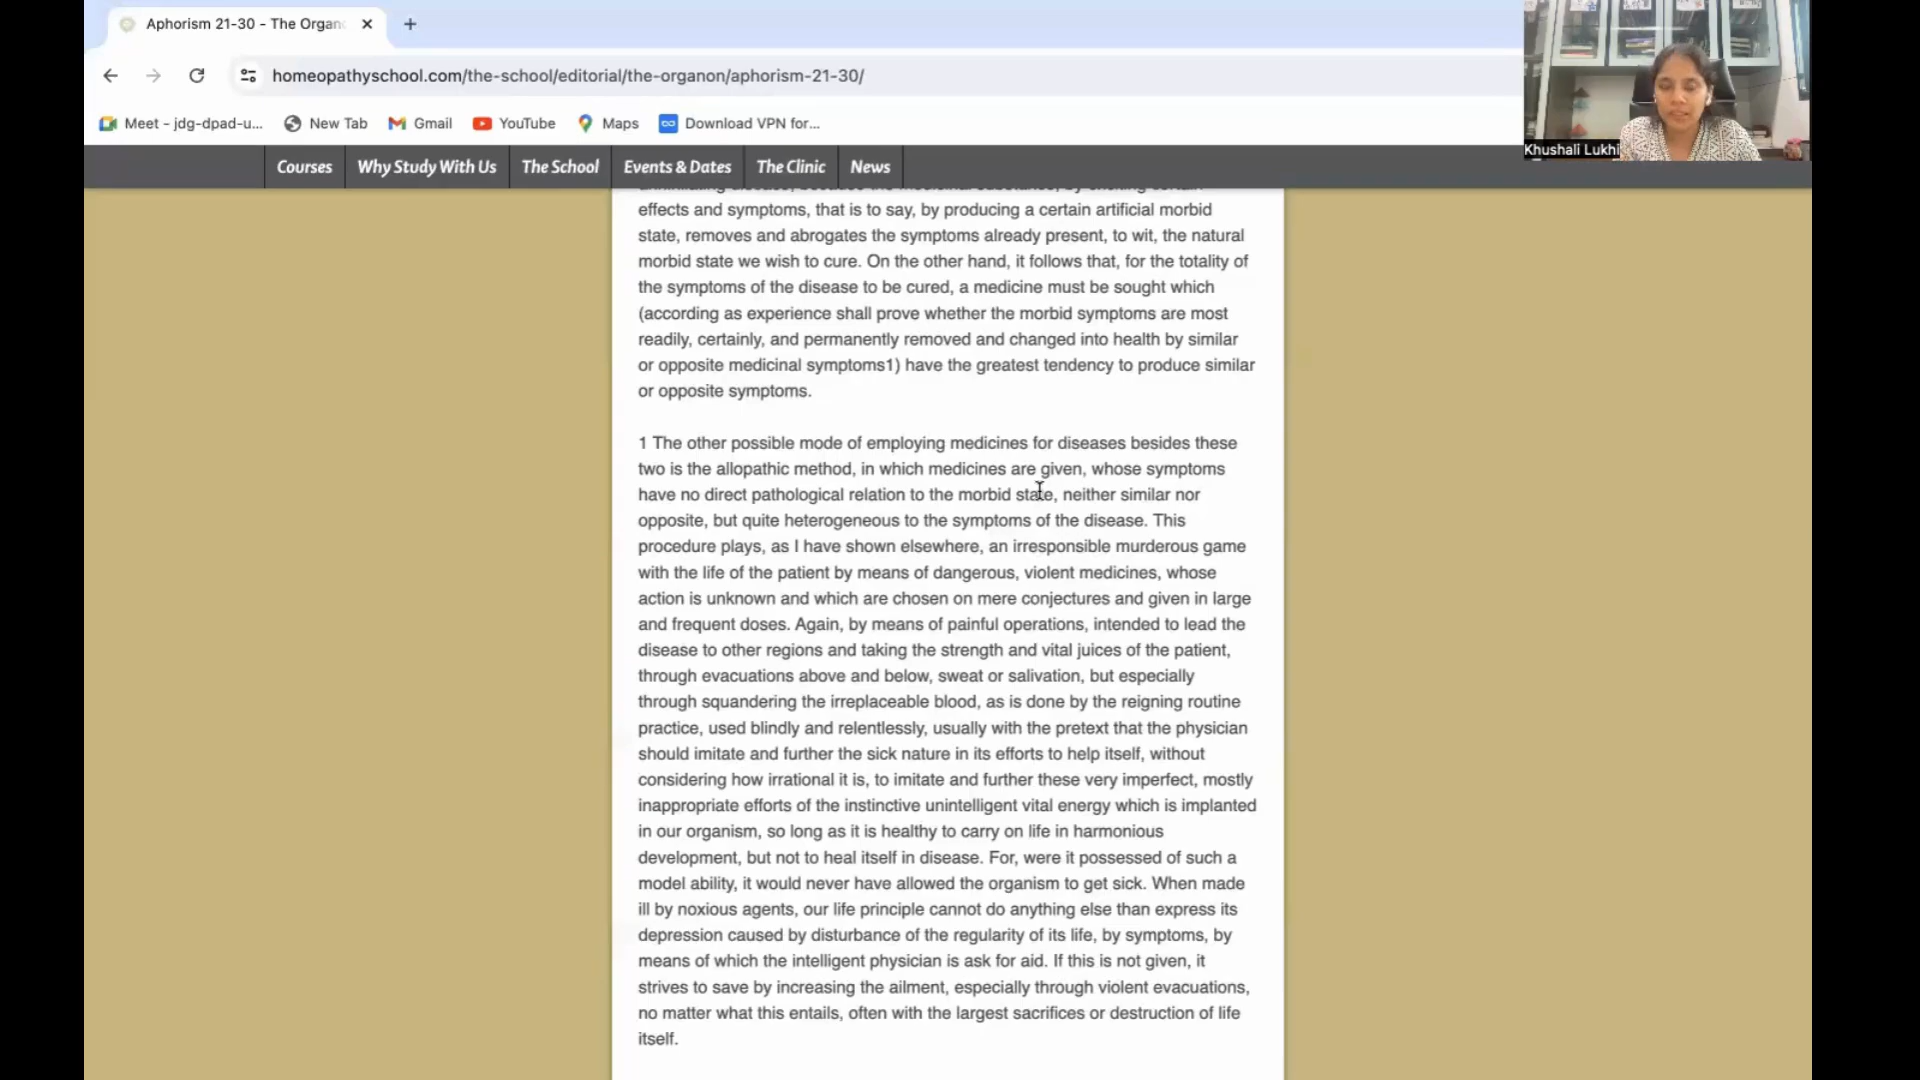 Aphorism 21-30 - The Organ
homeopathyschool.com/the-school/editorial/the-organon/aphorism-21-30/
Meet - jdg-dpad-u... New Tab Gmail YouTube Maps Download VPN for...
Khushali Lukhi
Courses Why Study With Us The School Events & Dates The Clinic News
effects and symptoms, that is to say, by producing a certain artificial morbid
state, removes and abrogates the symptoms already present, to wit, the natural
morbid state we wish to cure. On the other hand, it follows that, for the totality of
the symptoms of the disease to be cured, a medicine must be sought which
(according as experience shall prove whether the morbid symptoms are most
readily, certainly, and permanently removed and changed into health by similar
or opposite medicinal symptoms1) have the greatest tendency to produce similar
or opposite symptoms.
1 The other possible mode of employing medicines for diseases besides these
two is the allopathic method, in which medicines are given, whose symptoms
have no direct pathological relation to the morbid state, neither similar nor
opposite, but quite heterogeneous to the symptoms of the disease. This
procedure plays, as I have shown elsewhere, an irresponsible murderous game
with the life of the patient by means of dangerous, violent medicines, whose
action is unknown and which are chosen on mere conjectures and given in large
and frequent doses. Again, by means of painful operations, intended to lead the
disease to other regions and taking the strength and vital juices of the patient,
through evacuations above and below, sweat or salivation, but especially
through squandering the irreplaceable blood, as is done by the reigning routine
practice, used blindly and relentlessly, usually with the pretext that the physician
should imitate and further the sick nature in its efforts to help itself, without
considering how irrational it is, to imitate and further these very imperfect, mostly
inappropriate efforts of the instinctive unintelligent vital energy which is implanted
in our organism, so long as it is healthy to carry on life in harmonious
development, but not to heal itself in disease. For, were it possessed of such a
model ability, it would never have allowed the organism to get sick. When made
ill by noxious agents, our life principle cannot do anything else than express its
depression caused by disturbance of the regularity of its life, by symptoms, by
means of which the intelligent physician is ask for aid. If this is not given, it
strives to save by increasing the ailment, especially through violent evacuations,
no matter what this entails, often with the largest sacrifices or destruction of life
itself.